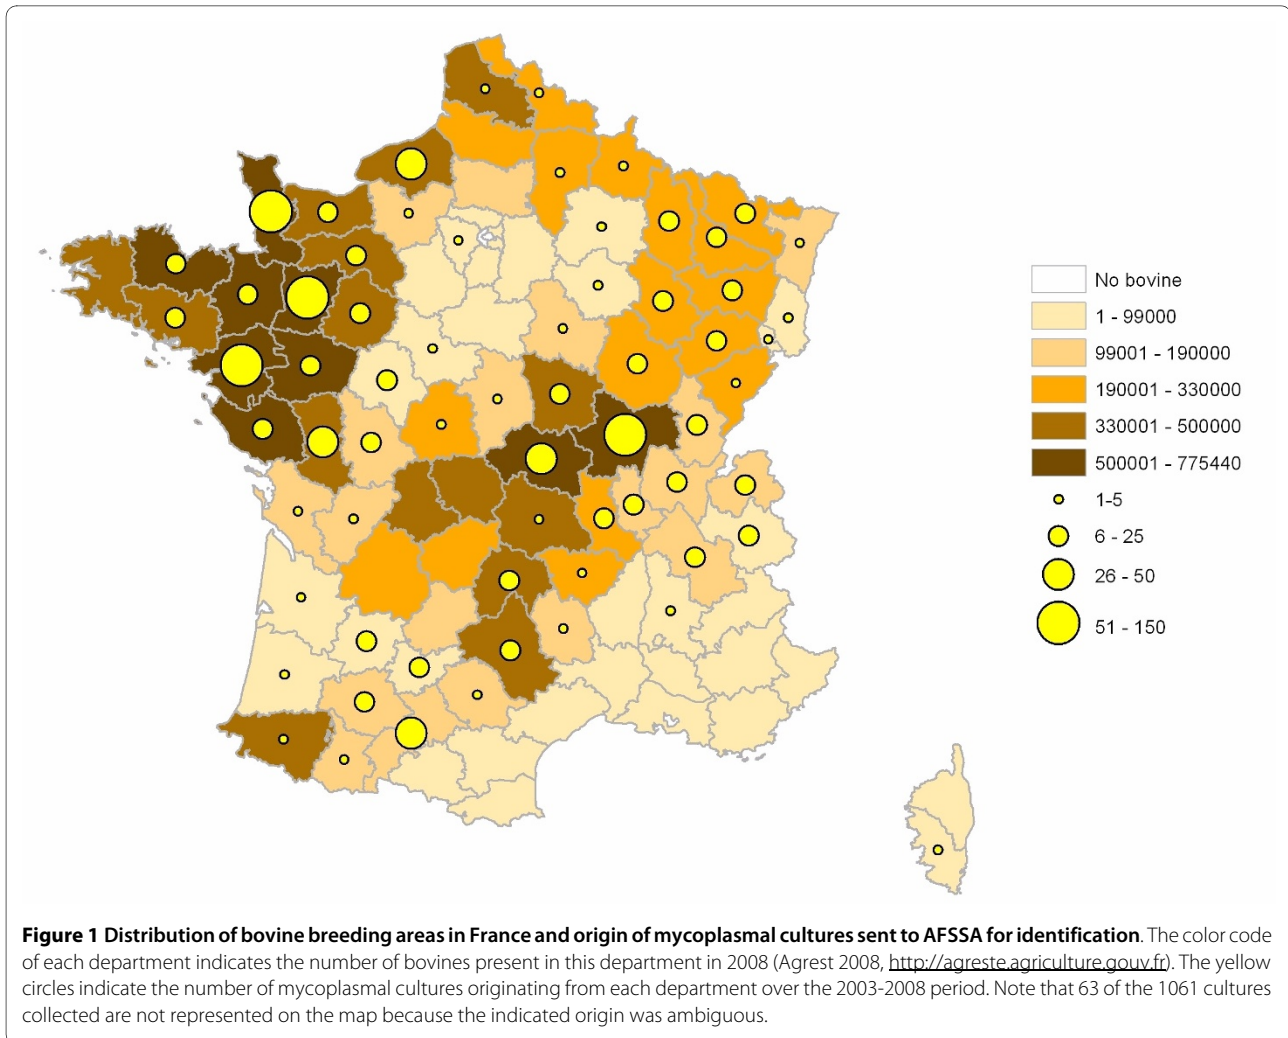 No bovine
1 - 99000
99001 - 190000
190001 - 330000
330001 - 500000
500001 - 775440
1-5
6 - 25
26 - 50
51 - 150
Figure 1 Distribution of bovine breeding areas in France and origin of mycoplasmal cultures sent to AFSSA for identification. The color code
of each department indicates the number of bovines present in this department in 2008 (Agrest 2008, http://agreste.agriculture.gouv.fr). The yellow
circles indicate the number of mycoplasmal cultures originating from each department over the 2003-2008 period. Note that 63 of the 1061 cultures
collected are not represented on the map because the indicated origin was ambiguous.